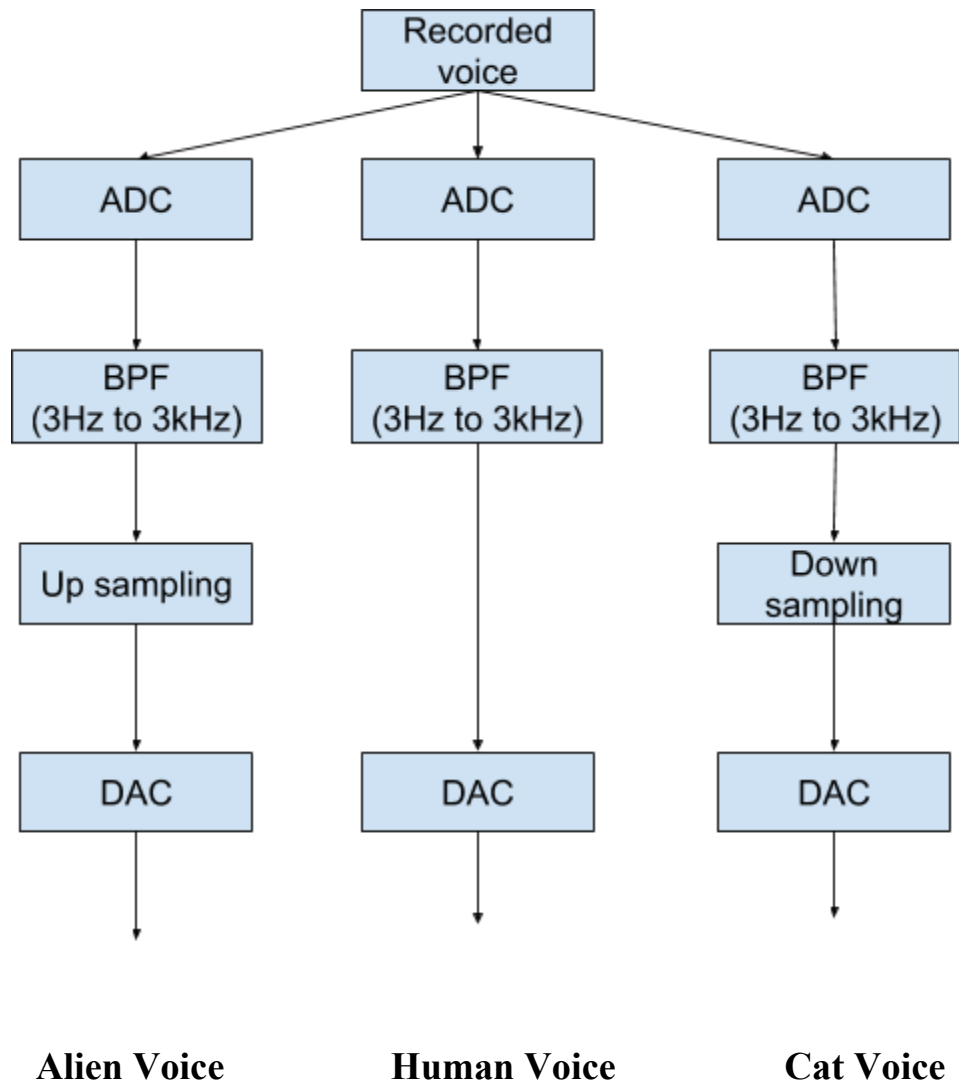 Recorded
voice
ADC
ADC
ADC
BPF
(3Hz to 3kHz)
BPF
(3Hz to 3kHz)
BPF
(3Hz to 3kHz)
Up sampling
Down
sampling
DAC
DAC
DAC
Alien Voice
Human Voice
Cat Voice